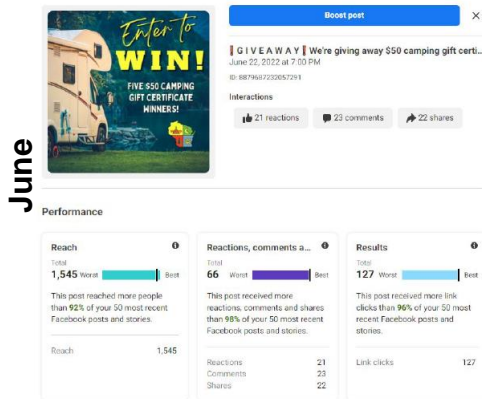 June
Enter to
WIN!
FIVE $50 CAMPING
GIFT CERTIFICATE
WINNERS!
Boost post
G I V E A W A Y We're giving away $50 camping gift certi...
June 22, 2022 at 7:00 PM
Interactions
21 reactions
23 comments
22 shares
Performance
Reach
Total
1,545 Worst Best
This post reached more people
than 92% of your 50 most recent
Facebook posts and stories.
Reach 1,545
Reactions, comments a...
Total
66 Worst Best
This post received more
reactions, comments and shares
than 98% of your 50 most recent
Facebook posts and stories.
Reactions 21
Comments 23
Shares 22
Results
Total
127 Worst Best
This post received more link
clicks than 96% of your 50 most
recent Facebook posts and
stories.
Link clicks 127